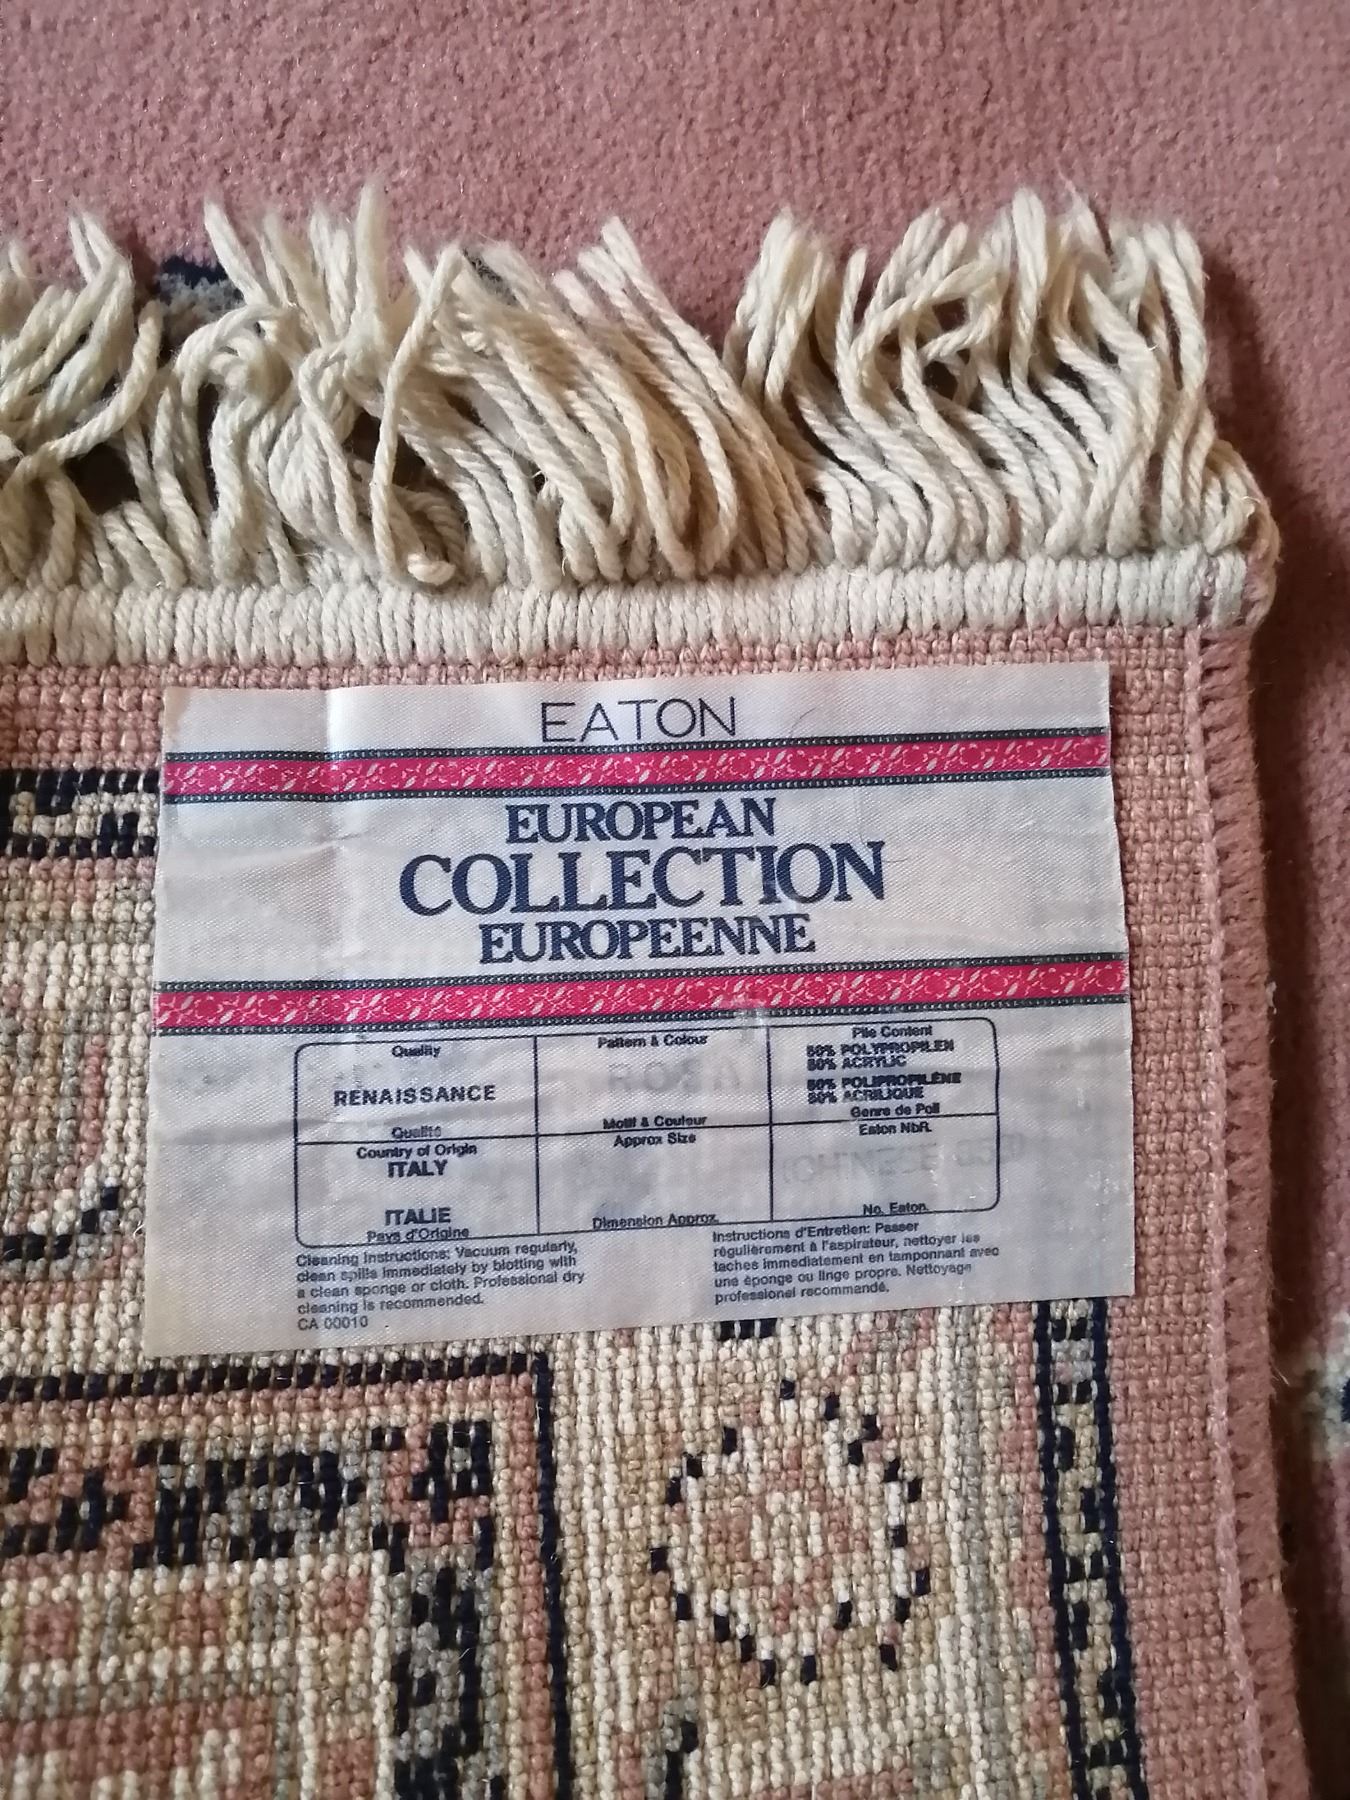 EATON
EUROPEAN
COLLECTION
EUROPEENNE
Quality
RENAISSANCE
Qualité
Pattern & Colour
Motif & Couleur
Pile Content
50% POLYPROPILEN
50% ACRYLIC
50% POLIPROPILÈNE
50% ACRILIQUE
Genre de Poil
Country of Origin
ITALY
ITALIE
Pays d'Origine
Approx Size
Dimension Approx.
Eaton NbR.
No. Eaton.
Cleaning Instructions: Vacuum regularly,
clean spills immediately by blotting with
a clean sponge or cloth. Professional dry
cleaning is recommended.
CA 00010
Instructions d'Entretien: Passer
régulièrement à l'aspirateur, nettoyer les
taches immediatement en tamponnant avec
une éponge ou linge propre. Nettoyage
professionel recommandé.